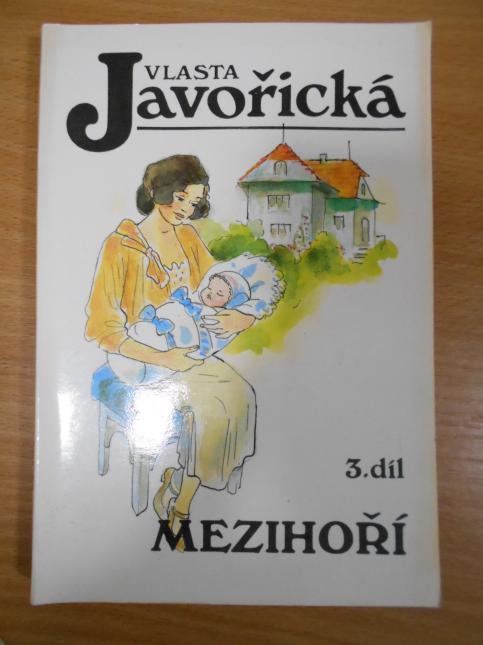 VLASTA
Javořická
3. díl
MEZIHOŘÍ